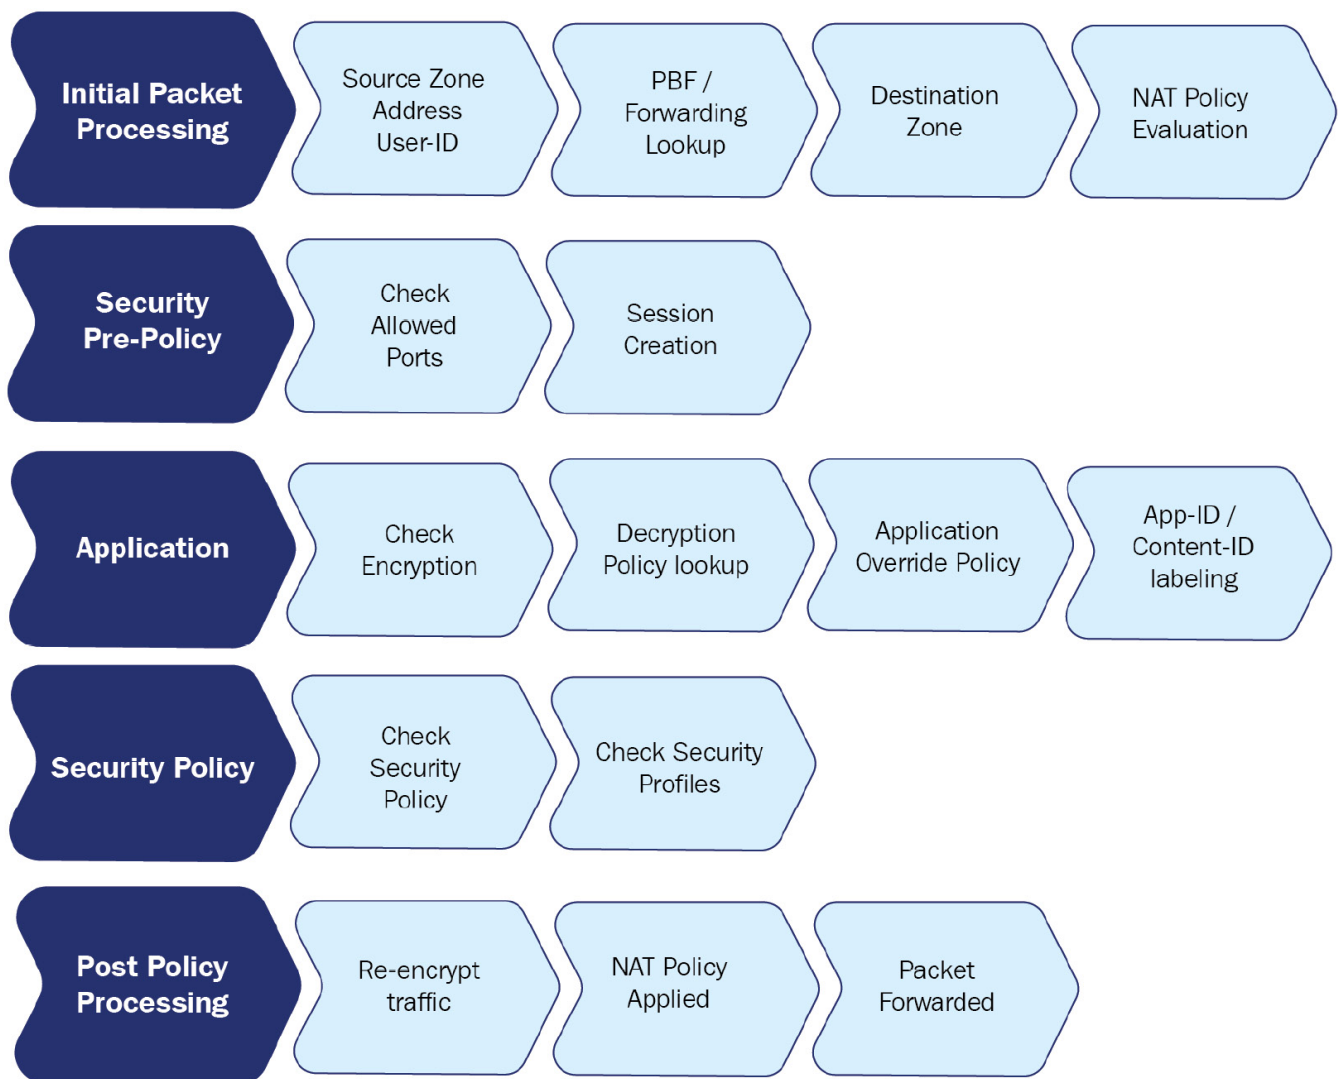 Initial Packet
Processing
Source Zone
Address
User-ID
PBF /
Forwarding
Lookup
Destination
Zone
NAT Policy
Evaluation
Security
Pre-Policy
Check
Allowed
Ports
Session
Creation
Application
Check
Encryption
Decryption
Policy lookup
Application
Override Policy
App-ID /
Content-ID
labeling
Security Policy
Check
Security
Policy
Check Security
Profiles
Post Policy
Processing
Re-encrypt
traffic
NAT Policy
Applied
Packet
Forwarded